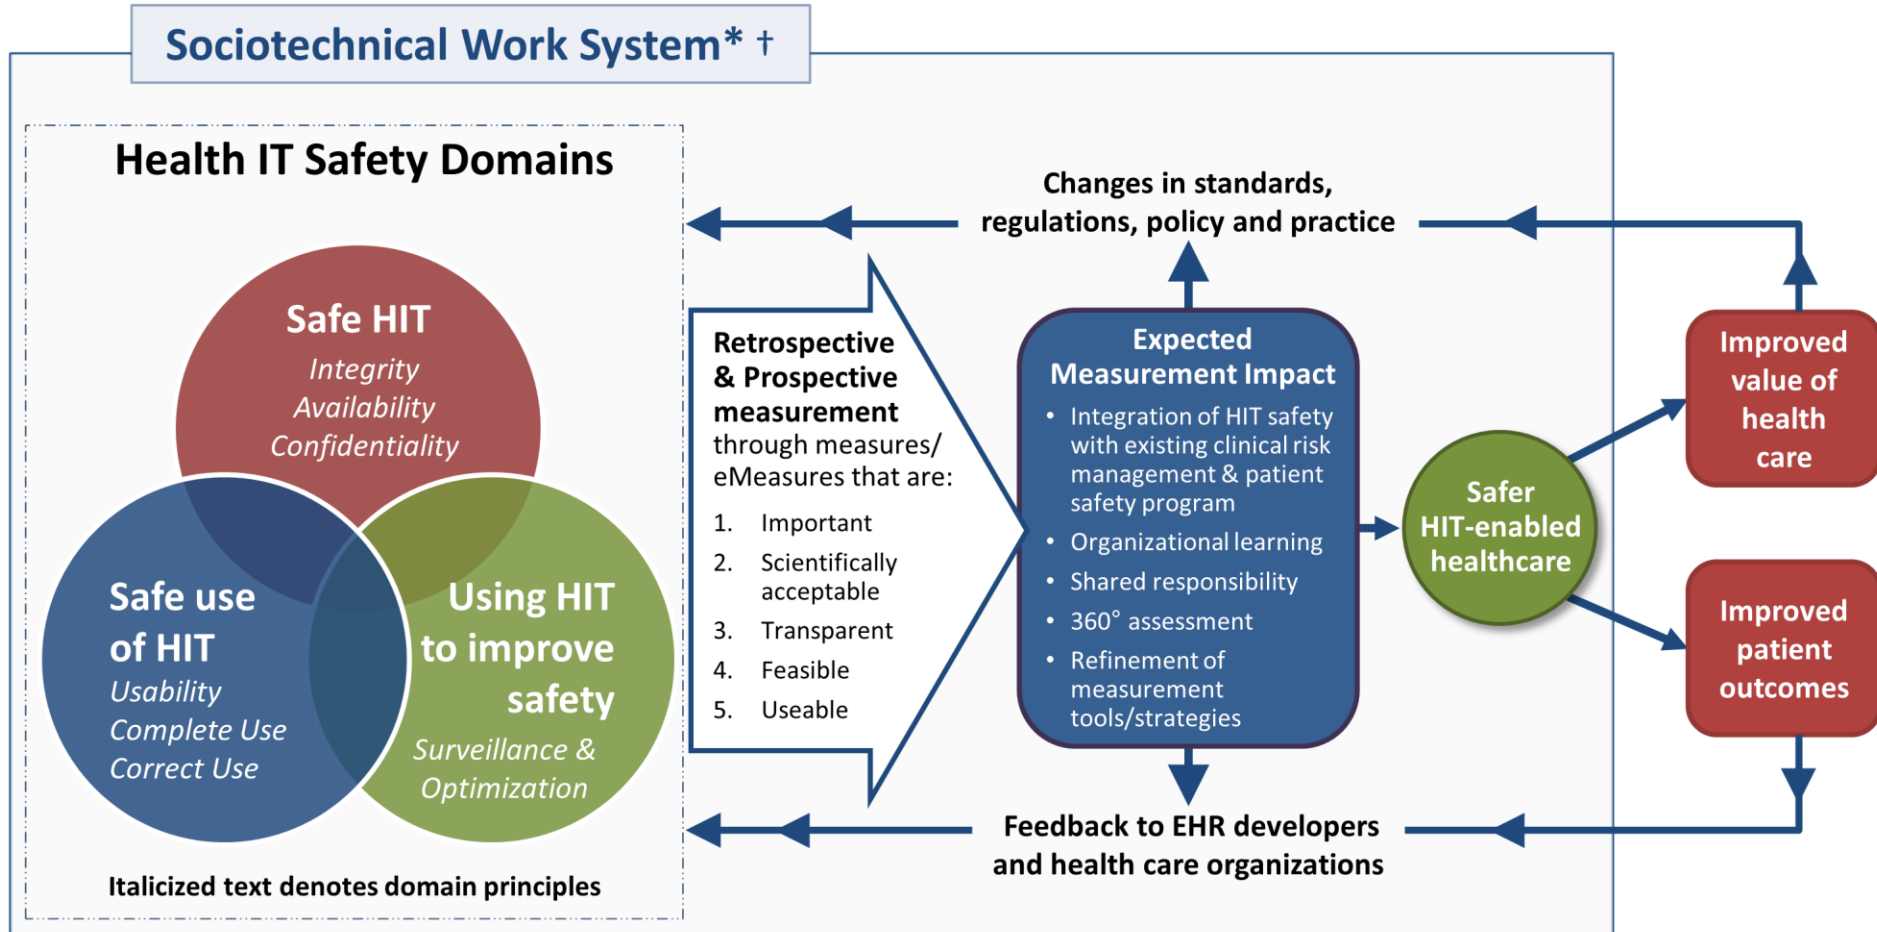 Sociotechnical Work System* †
Health IT Safety Domains
Safe HIT
Integrity
Availability
Confidentiality
Safe use
of HIT
Usability
Complete Use
Correct Use
Using HIT
to improve
safety
Surveillance &
Optimization
Italicized text denotes domain principles
Retrospective
& Prospective
measurement
through measures/
eMeasures that are:
1. Important
2. Scientifically
acceptable
3. Transparent
4. Feasible
5. Useable
Changes in standards,
regulations, policy and practice
Expected
Measurement Impact
• Integration of HIT safety
with existing clinical risk
management & patient
safety program
• Organizational learning
• Shared responsibility
• 360° assessment
• Refinement of
measurement
tools/strategies
Feedback to EHR developers
and health care organizations
Safer
HIT-enabled
healthcare
Improved
value of
health
care
Improved
patient
outcomes